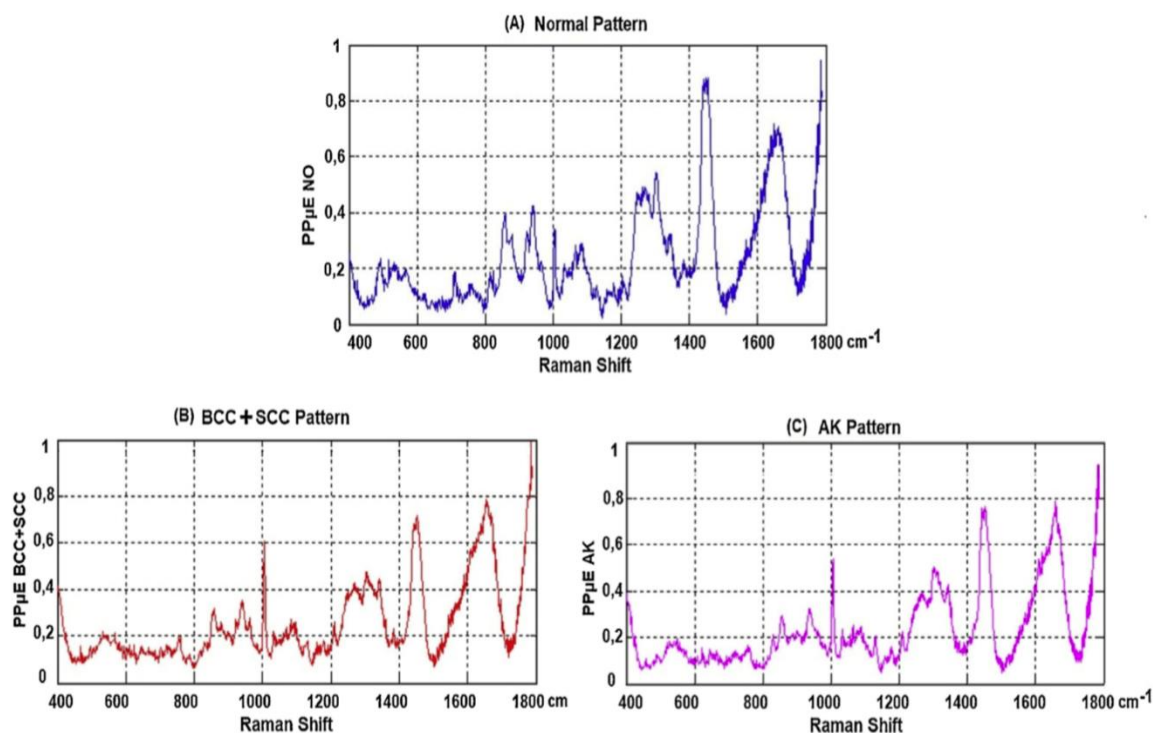 (A) Normal Pattern
PPµE NO
1
0,8
0,6
0,4
0,2
0
400 600 800 1000 1200 1400 1600 1800 cm-1
Raman Shift
(B) BCC+SCC Pattern
PPµE BCC+SCC
1
0,8
0,6
0,4
0,2
0
400 600 800 1000 1200 1400 1600 1800 cm
Raman Shift
(C) AK Pattern
PPµE AK
1
0,8
0,6
0,4
0,2
0
400 600 800 1000 1200 1400 1600 1800 cm-1
Raman Shift